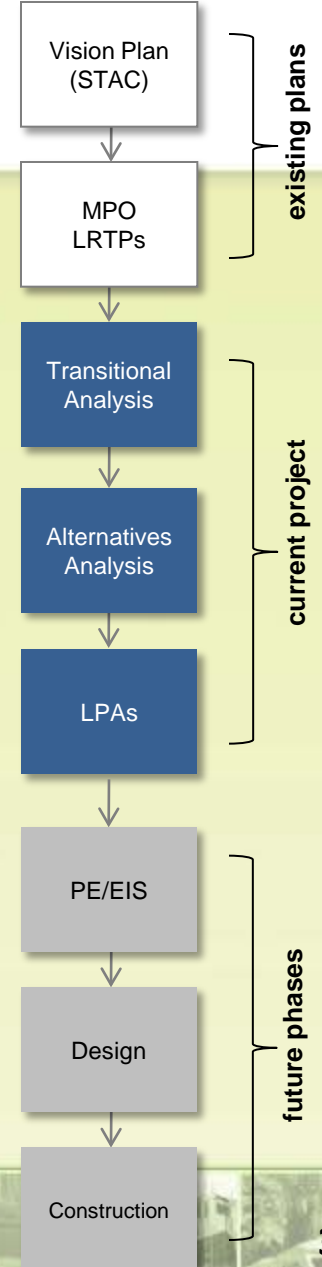 Vision Plan
(STAC)
existing plans
MPO
LRTPs
Transitional
Analysis
Alternatives
Analysis
current project
LPAs
PE/EIS
Design
future phases
Construction